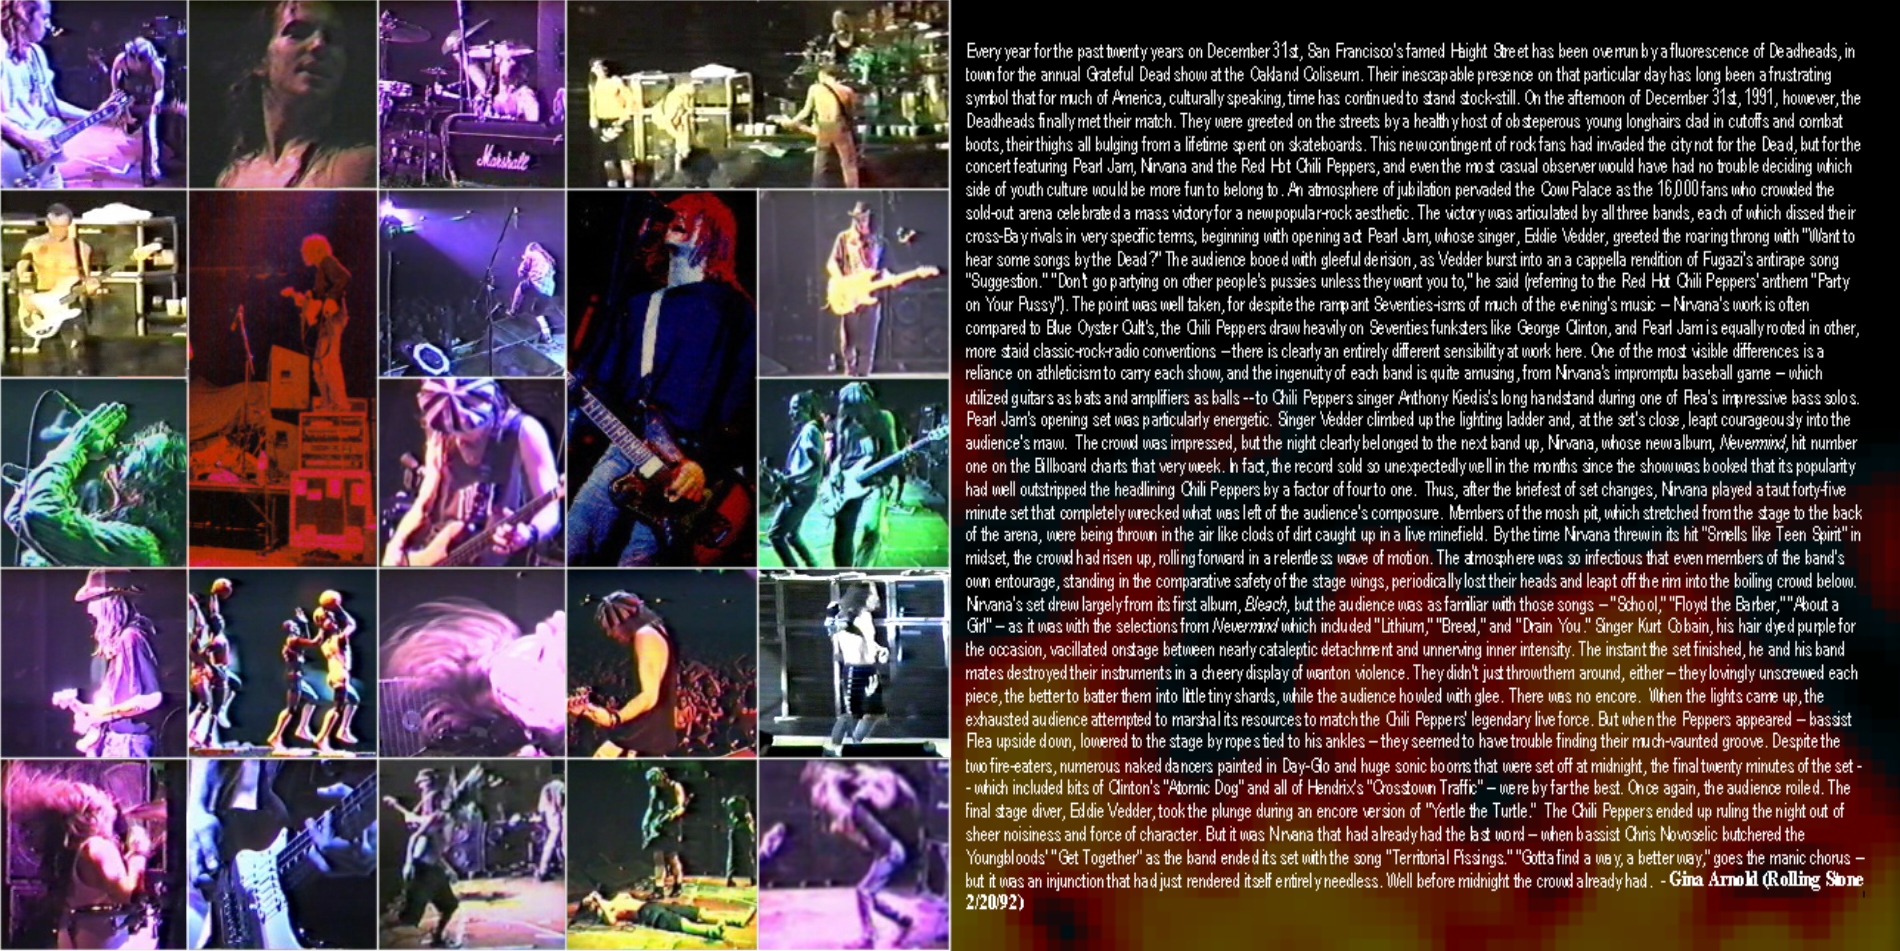 Marshall
Every year for the past twenty years on December 31st, San Francisco's famed Haight Street has been overrun by a fluorescence of Deadheads, in
town for the annual Grateful Dead show at the Oakland Coliseum. Their inescapable presence on that particular day has long been a frustrating
symbol that for much of America, culturally speaking, time has continued to stand stock-still. On the afternoon of December 31st, 1991, however, the
Deadheads finally met their match. They were greeted on the streets by a healthy host of obsteperous young longhairs clad in cutoffs and combat
boots, their thighs all bulging from a lifetime spent on skateboards. This new contingent of rock fans had invaded the city not for the Dead, but for the
concert featuring Pearl Jam, Nirvana and the Red Hot Chili Peppers, and even the most casual observer would have had no trouble deciding which
side of youth culture would be more fun to belong to. An atmosphere of jubilation pervaded the Cow Palace as the 16,000 fans who crowded the
sold-out arena celebrated a mass victory for a new popular-rock aesthetic. The victory was articulated by all three bands, each of which dissed their
cross-Bay rivals in very specific terms, beginning with opening act Pearl Jam, whose singer, Eddie Vedder, greeted the roaring throng with "Want to
hear some songs by the Dead?" The audience booed with gleeful derision, as Vedder burst into an a cappella rendition of Fugazi's antirape song
"Suggestion." "Don't go partying on other people's pussies unless they want you to," he said (referring to the Red Hot Chili Peppers' anthem "Party
on Your Pussy"). The point was well taken, for despite the rampant Seventies-isms of much of the evening's music – Nirvana's work is often
compared to Blue Oyster Cult's, the Chili Peppers draw heavily on Seventies funksters like George Clinton, and Pearl Jam is equally rooted in other,
more staid classic-rock-radio conventions – there is clearly an entirely different sensibility at work here. One of the most visible differences is a
reliance on athleticism to carry each show, and the ingenuity of each band is quite amusing, from Nirvana's impromptu baseball game – which
utilized guitars as bats and amplifiers as balls -- to Chili Peppers singer Anthony Kiedis's long handstand during one of Flea's impressive bass solos.
Pearl Jam's opening set was particularly energetic. Singer Vedder climbed up the lighting ladder and, at the set's close, leapt courageously into the
audience's maw. The crowd was impressed, but the night clearly belonged to the next band up, Nirvana, whose new album, Nevermind, hit number
one on the Billboard charts that very week. In fact, the record sold so unexpectedly well in the months since the show was booked that its popularity
had well outstripped the headlining Chili Peppers by a factor of four to one. Thus, after the briefest of set changes, Nirvana played a taut forty-five
minute set that completely wrecked what was left of the audience's composure. Members of the mosh pit, which stretched from the stage to the back
of the arena, were being thrown in the air like clods of dirt caught up in a live minefield. By the time Nirvana threw in its hit "Smells like Teen Spirit" in
midset, the crowd had risen up, rolling forward in a relentless wave of motion. The atmosphere was so infectious that even members of the band's
own entourage, standing in the comparative safety of the stage wings, periodically lost their heads and leapt off the rim into the boiling crowd below.
Nirvana's set drew largely from its first album, Bleach, but the audience was as familiar with those songs – "School," "Floyd the Barber," "About a
Girl" – as it was with the selections from Nevermind which included "Lithium," "Breed," and "Drain You." Singer Kurt Cobain, his hair dyed purple for
the occasion, vacillated onstage between nearly cataleptic detachment and unnerving inner intensity. The instant the set finished, he and his band
mates destroyed their instruments in a cheery display of wanton violence. They didn't just throw them around, either – they lovingly unscrewed each
piece, the better to batter them into little tiny shards, while the audience howled with glee. There was no encore. When the lights came up, the
exhausted audience attempted to marshal its resources to match the Chili Peppers' legendary live force. But when the Peppers appeared – bassist
Flea upside down, lowered to the stage by ropes tied to his ankles – they seemed to have trouble finding their much-vaunted groove. Despite the
two fire-eaters, numerous naked dancers painted in Day-Glo and huge sonic booms that were set off at midnight, the final twenty minutes of the set -
- which included bits of Clinton's "Atomic Dog" and all of Hendrix's "Crosstown Traffic" – were by far the best. Once again, the audience roiled. The
final stage diver, Eddie Vedder, took the plunge during an encore version of "Yertle the Turtle." The Chili Peppers ended up ruling the night out of
sheer noisiness and force of character. But it was Nirvana that had already had the last word – when bassist Chris Novoselic butchered the
Youngbloods' "Get Together" as the band ended its set with the song "Territorial Pissings." "Gotta find a way, a better way," goes the manic chorus –
but it was an injunction that had just rendered itself entirely needless. Well before midnight the crowd already had. - Gina Arnold (Rolling Stone
2/20/92)